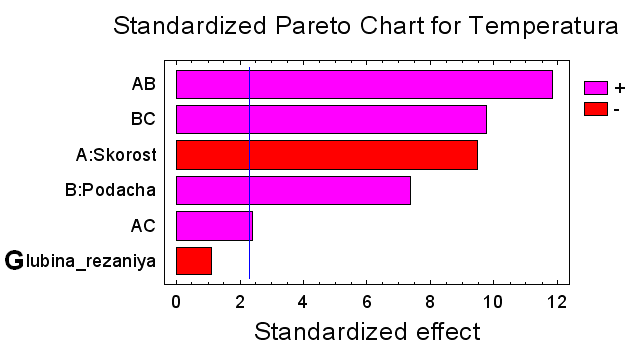 Standardized Pareto Chart for Temperatura
AB
BC
A:Skorost
B:Podacha
AC
Glubina_rezaniya
+
-
0 2 4 6 8 10 12
Standardized effect